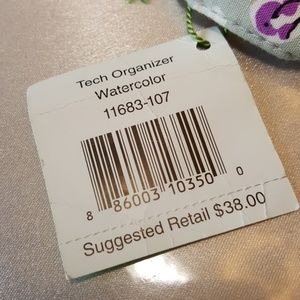 Tech Organizer
Watercolor
11683-107
8 86003 10350 0
Suggested Retail $38.00